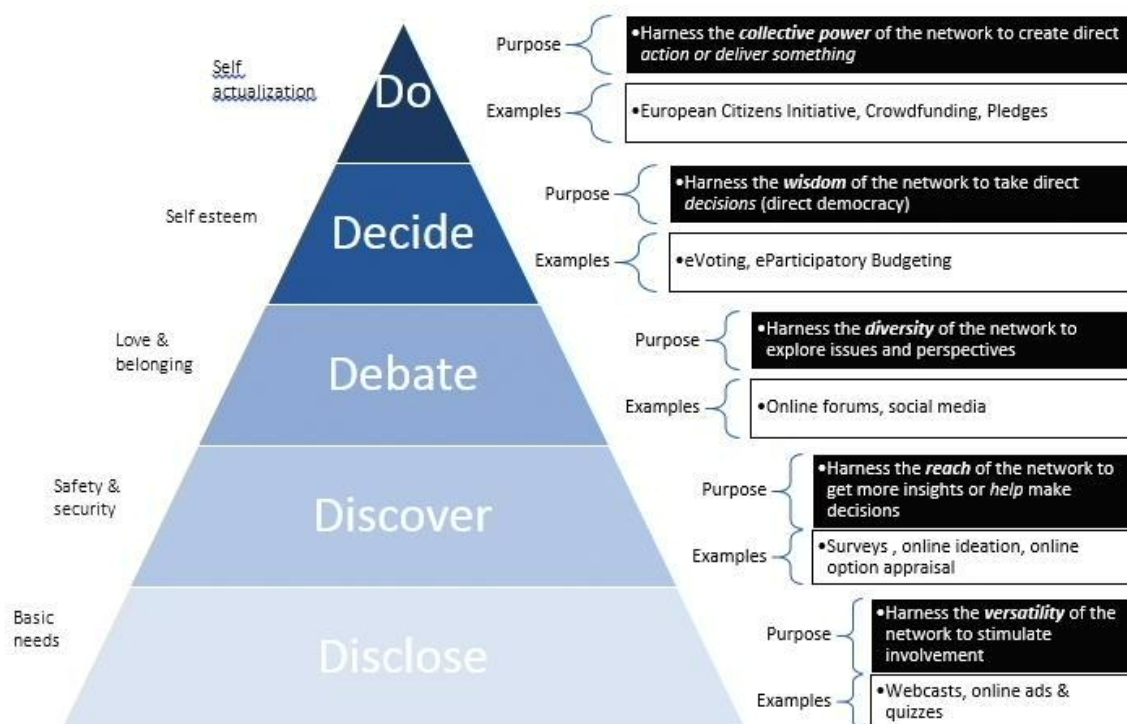 Self
actualization
Do
Purpose
•Harness the collective power of the network to create direct
action or deliver something
Examples
•European Citizens Initiative, Crowdfunding, Pledges
Self esteem
Decide
Purpose
•Harness the wisdom of the network to take direct
decisions (direct democracy)
Examples
•eVoting, eParticipatory Budgeting
Love &
belonging
Debate
Purpose
•Harness the diversity of the network to
explore issues and perspectives
Examples
•Online forums, social media
Safety &
security
Discover
Purpose
•Harness the reach of the network to
get more insights or help make
decisions
Examples
•Surveys , online ideation, online
option appraisal
Basic
needs
Disclose
Purpose
•Harness the versatility of the
network to stimulate
involvement
Examples
•Webcasts, online ads &
quizzes